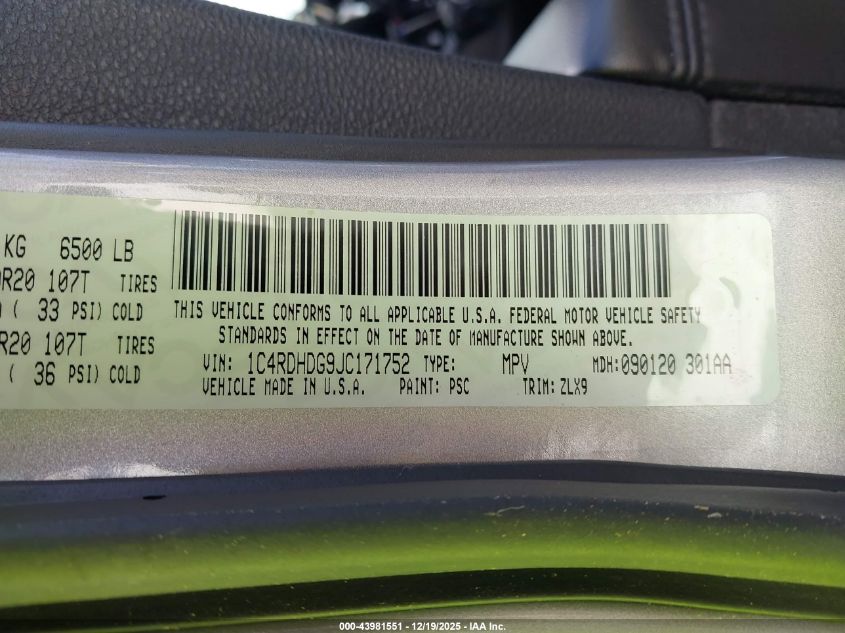 KG 6500 LB
R20 107T TIRES
( 33 PSI) COLD
R20 107T TIRES
( 36 PSI) COLD
THIS VEHICLE CONFORMS TO ALL APPLICABLE U.S.A. FEDERAL MOTOR VEHICLE SAFETY
STANDARDS IN EFFECT ON THE DATE OF MANUFACTURE SHOWN ABOVE.
VIN: 1C4RDHDG9JC171752 TYPE: MPV MDH:090120 301AA
VEHICLE MADE IN U.S.A. PAINT: PSC TRIM: ZLX9
000-43981551 - 12/19/2025 - IAA Inc.